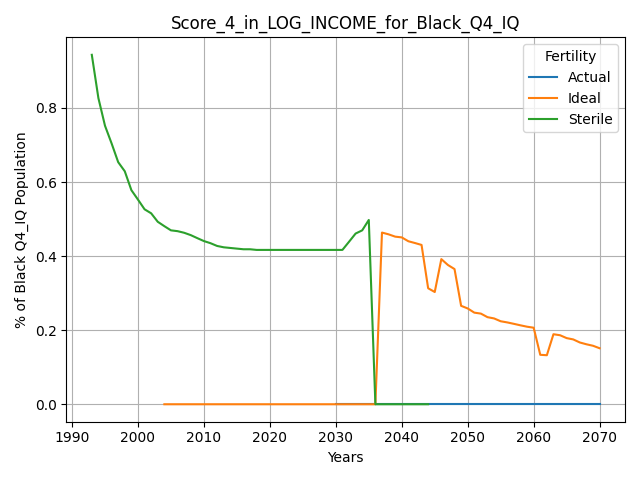 Score_4_in_LOG_INCOME_for_Black_Q4_IQ
Fertility
Actual
Ideal
Sterile
% of Black Q4_IQ Population
0.8
0.6
0.4
0.2
0.0
1990 2000 2010 2020 2030 2040 2050 2060 2070
Years